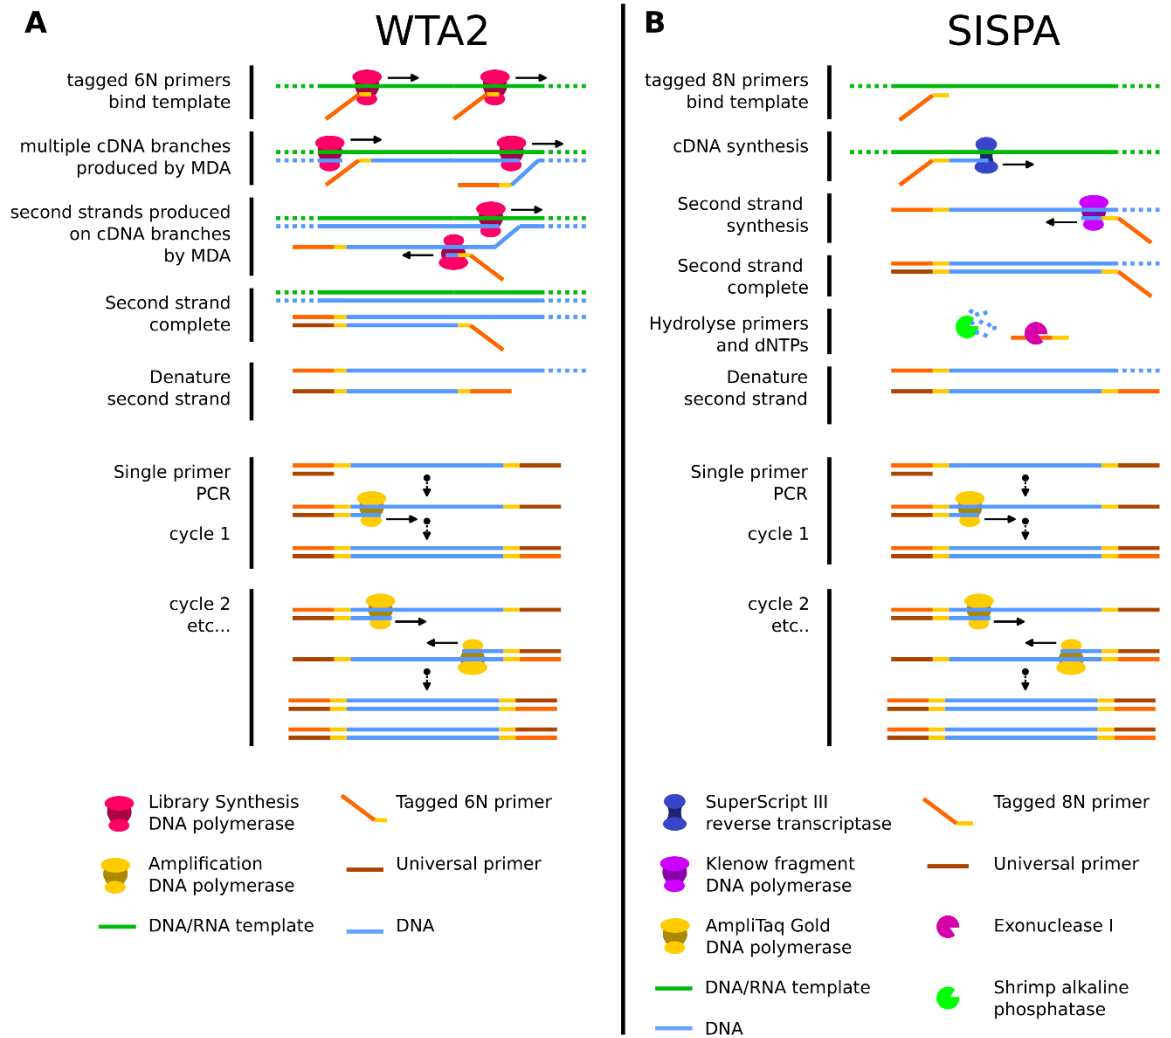 A
WTA2
tagged 6N primers
bind template
multiple cDNA branches
produced by MDA
second strands produced
on cDNA branches
by MDA
Second strand
complete
Denature
second strand
Single primer
PCR
cycle 1
cycle 2
etc...
Library Synthesis
DNA polymerase
Tagged 6N primer
Amplification
DNA polymerase
Universal primer
DNA/RNA template
DNA
B
SISPA
tagged 8N primers
bind template
cDNA synthesis
Second strand
synthesis
Second strand
complete
Hydrolyse primers
and dNTPs
Denature
second strand
Single primer
PCR
cycle 1
cycle 2
etc..
SuperScript III
reverse transcriptase
Tagged 8N primer
Klenow fragment
DNA polymerase
Universal primer
AmpliTaq Gold
DNA polymerase
Exonuclease I
DNA/RNA template
Shrimp alkaline
phosphatase
DNA